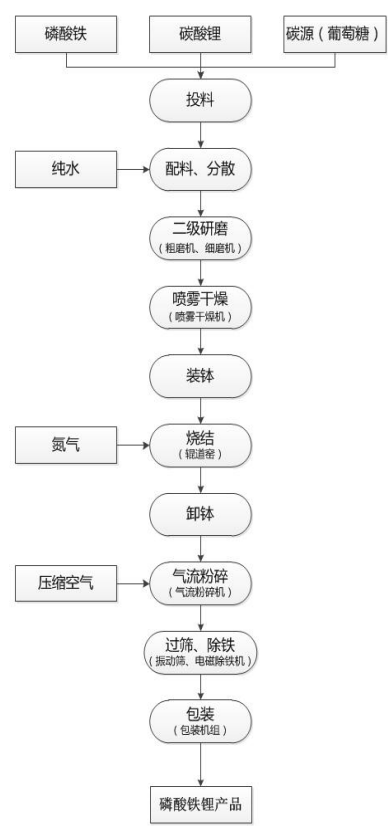 磷酸铁
碳酸锂
碳源（葡萄糖）
投料
纯水
配料、分散
二级研磨
（粗磨机、细磨机）
喷雾干燥
（喷雾干燥机）
装钵
氮气
烧结
（辊道窑）
卸钵
压缩空气
气流粉碎
（气流粉碎机）
过筛、除铁
（振动筛、电磁除铁机）
包装
（包装机组）
磷酸铁锂产品